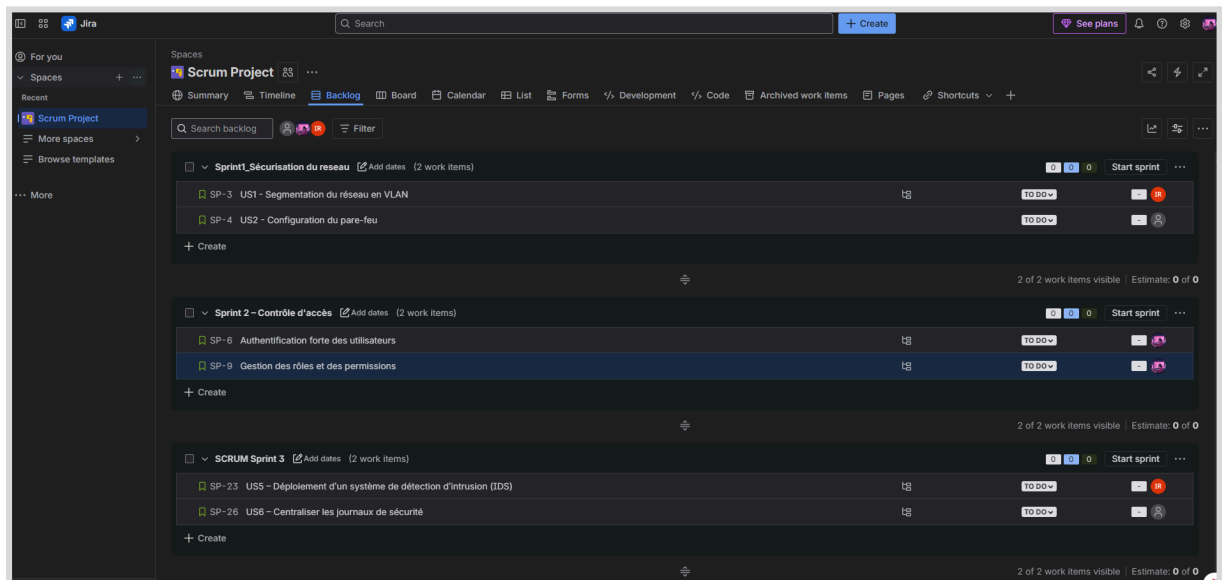 Jira
Search
+ Create
See plans
For you
Spaces
Recent
Scrum Project
More spaces
Browse templates
More
Spaces
Scrum Project
Summary Timeline Backlog Board Calendar List Forms Development Code Archived work items Pages Shortcuts
Search backlog IR Filter
Sprint1_Sécurisation du reseau Add dates (2 work items) 0 0 0 Start sprint
SP-3 US1 - Segmentation du réseau en VLAN TO DO - IR
SP-4 US2 - Configuration du pare-feu TO DO -
+ Create
2 of 2 work items visible | Estimate: 0 of 0
Sprint 2 – Contrôle d'accès Add dates (2 work items) 0 0 0 Start sprint
SP-6 Authentification forte des utilisateurs TO DO -
SP-9 Gestion des rôles et des permissions TO DO -
+ Create
2 of 2 work items visible | Estimate: 0 of 0
SCRUM Sprint 3 Add dates (2 work items) 0 0 0 Start sprint
SP-23 US5 – Déploiement d'un système de détection d'intrusion (IDS) TO DO - IR
SP-26 US6 – Centraliser les journaux de sécurité TO DO -
+ Create
2 of 2 work items visible | Estimate: 0 of 0